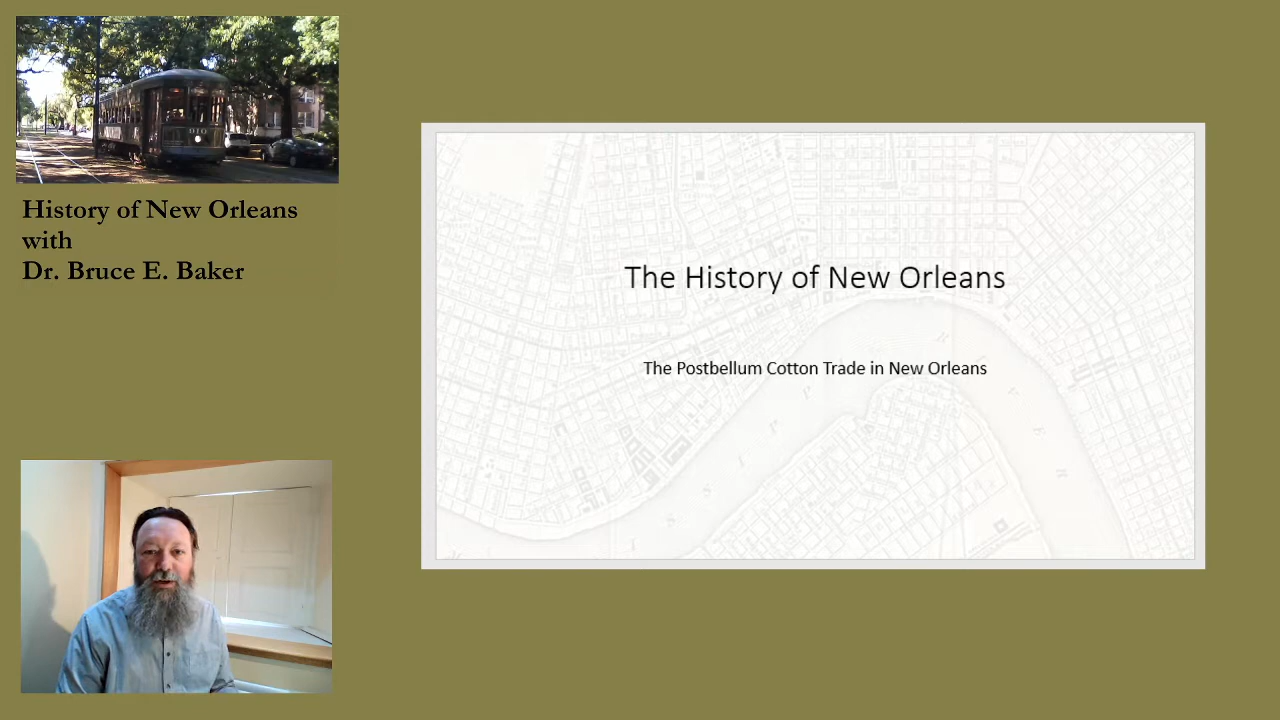 910
History of New Orleans
with
Dr. Bruce E. Baker
The History of New Orleans
The Postbellum Cotton Trade in New Orleans